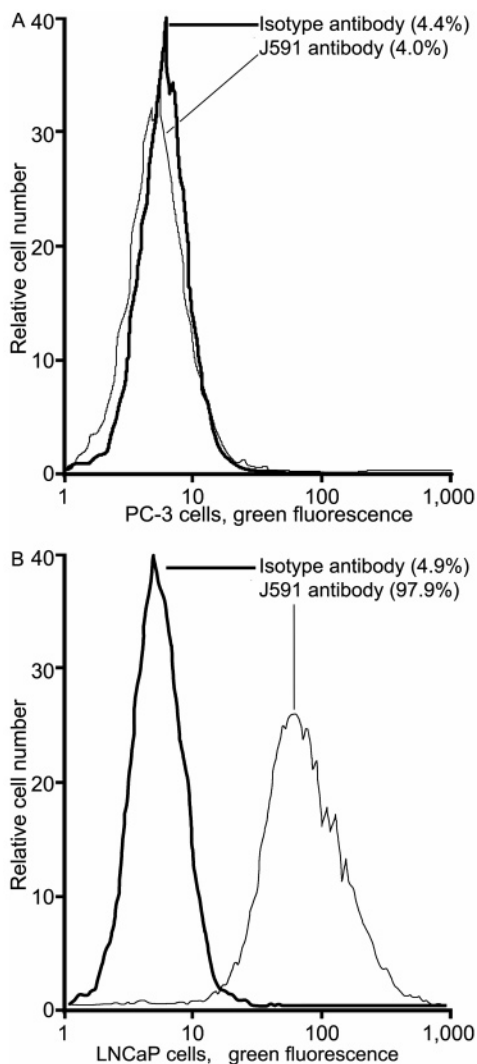 A
40
Isotype antibody (4.4%)
J591 antibody (4.0%)
30
20
10
0
Relative cell number
1 10 100 1,000
PC-3 cells, green fluorescence
B
40
Isotype antibody (4.9%)
J591 antibody (97.9%)
30
20
10
0
Relative cell number
1 10 100 1,000
LNCaP cells, green fluorescence